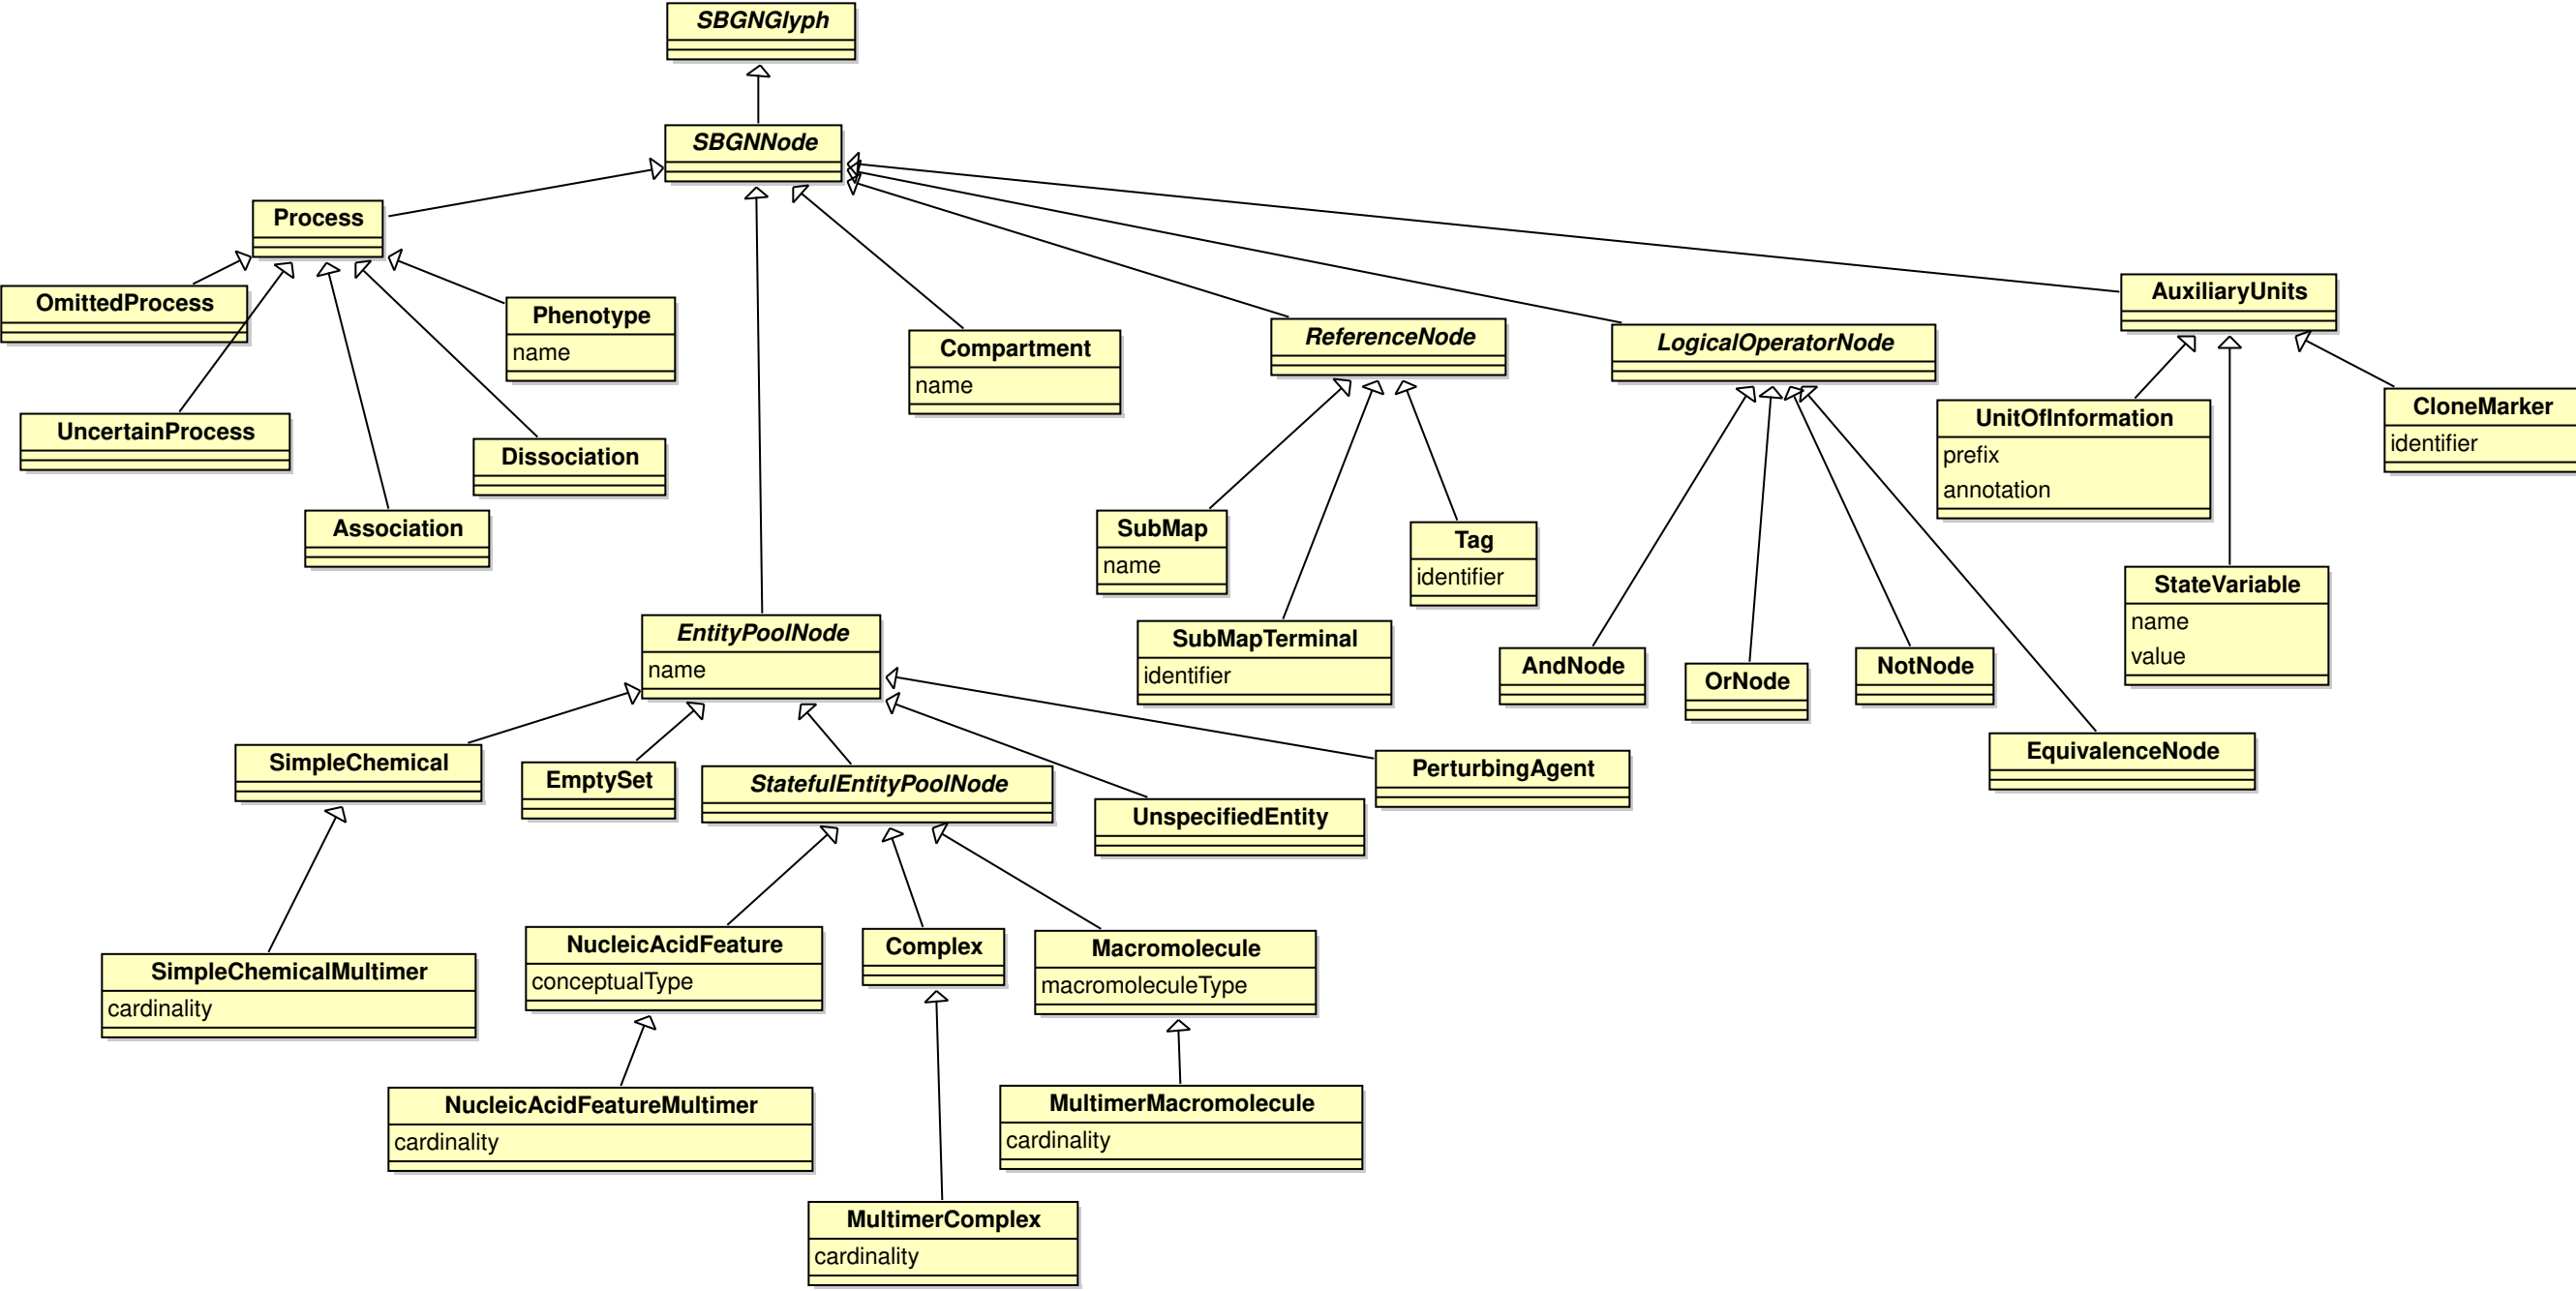 SBGNGlyph
SBGNNode
Process
OmittedProcess
UncertainProcess
Association
Dissociation
Phenotype
name
Compartment
name
ReferenceNode
SubMap
name
SubMapTerminal
identifier
Tag
identifier
LogicalOperatorNode
AndNode
OrNode
NotNode
EquivalenceNode
AuxiliaryUnits
UnitOfInformation
prefix
annotation
StateVariable
name
value
CloneMarker
identifier
EntityPoolNode
name
SimpleChemical
EmptySet
StatefulEntityPoolNode
UnspecifiedEntity
PerturbingAgent
SimpleChemicalMultimer
cardinality
NucleicAcidFeature
conceptualType
Complex
Macromolecule
macromoleculeType
NucleicAcidFeatureMultimer
cardinality
MultimerMacromolecule
cardinality
MultimerComplex
cardinality